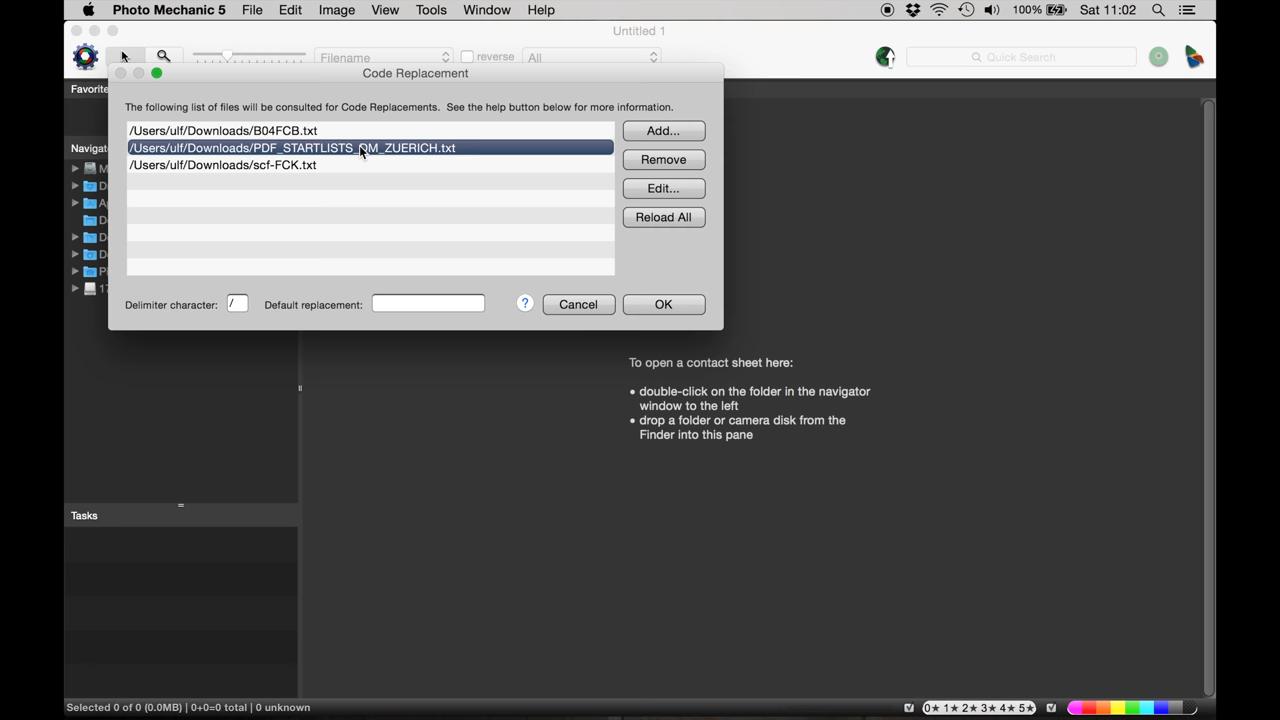 Photo Mechanic 5 File Edit Image View Tools Window Help 100% Sat 11:02
Untitled 1
Filename reverse All Quick Search
Code Replacement
Favorite
The following list of files will be consulted for Code Replacements. See the help button below for more information.
/Users/ulf/Downloads/B04FCB.txt Add...
Navigat /Users/ulf/Downloads/PDF_STARTLISTS_OM_ZUERICH.txt Remove
/Users/ulf/Downloads/scf-FCK.txt
Edit...
Reload All
Delimiter character: / Default replacement: ? Cancel OK
To open a contact sheet here:
• double-click on the folder in the navigator
window to the left
• drop a folder or camera disk from the
Finder into this pane
Tasks
Selected 0 of 0 (0.0MB) | 0+0=0 total | 0 unknown 0★ 1★ 2★ 3★ 4★ 5★